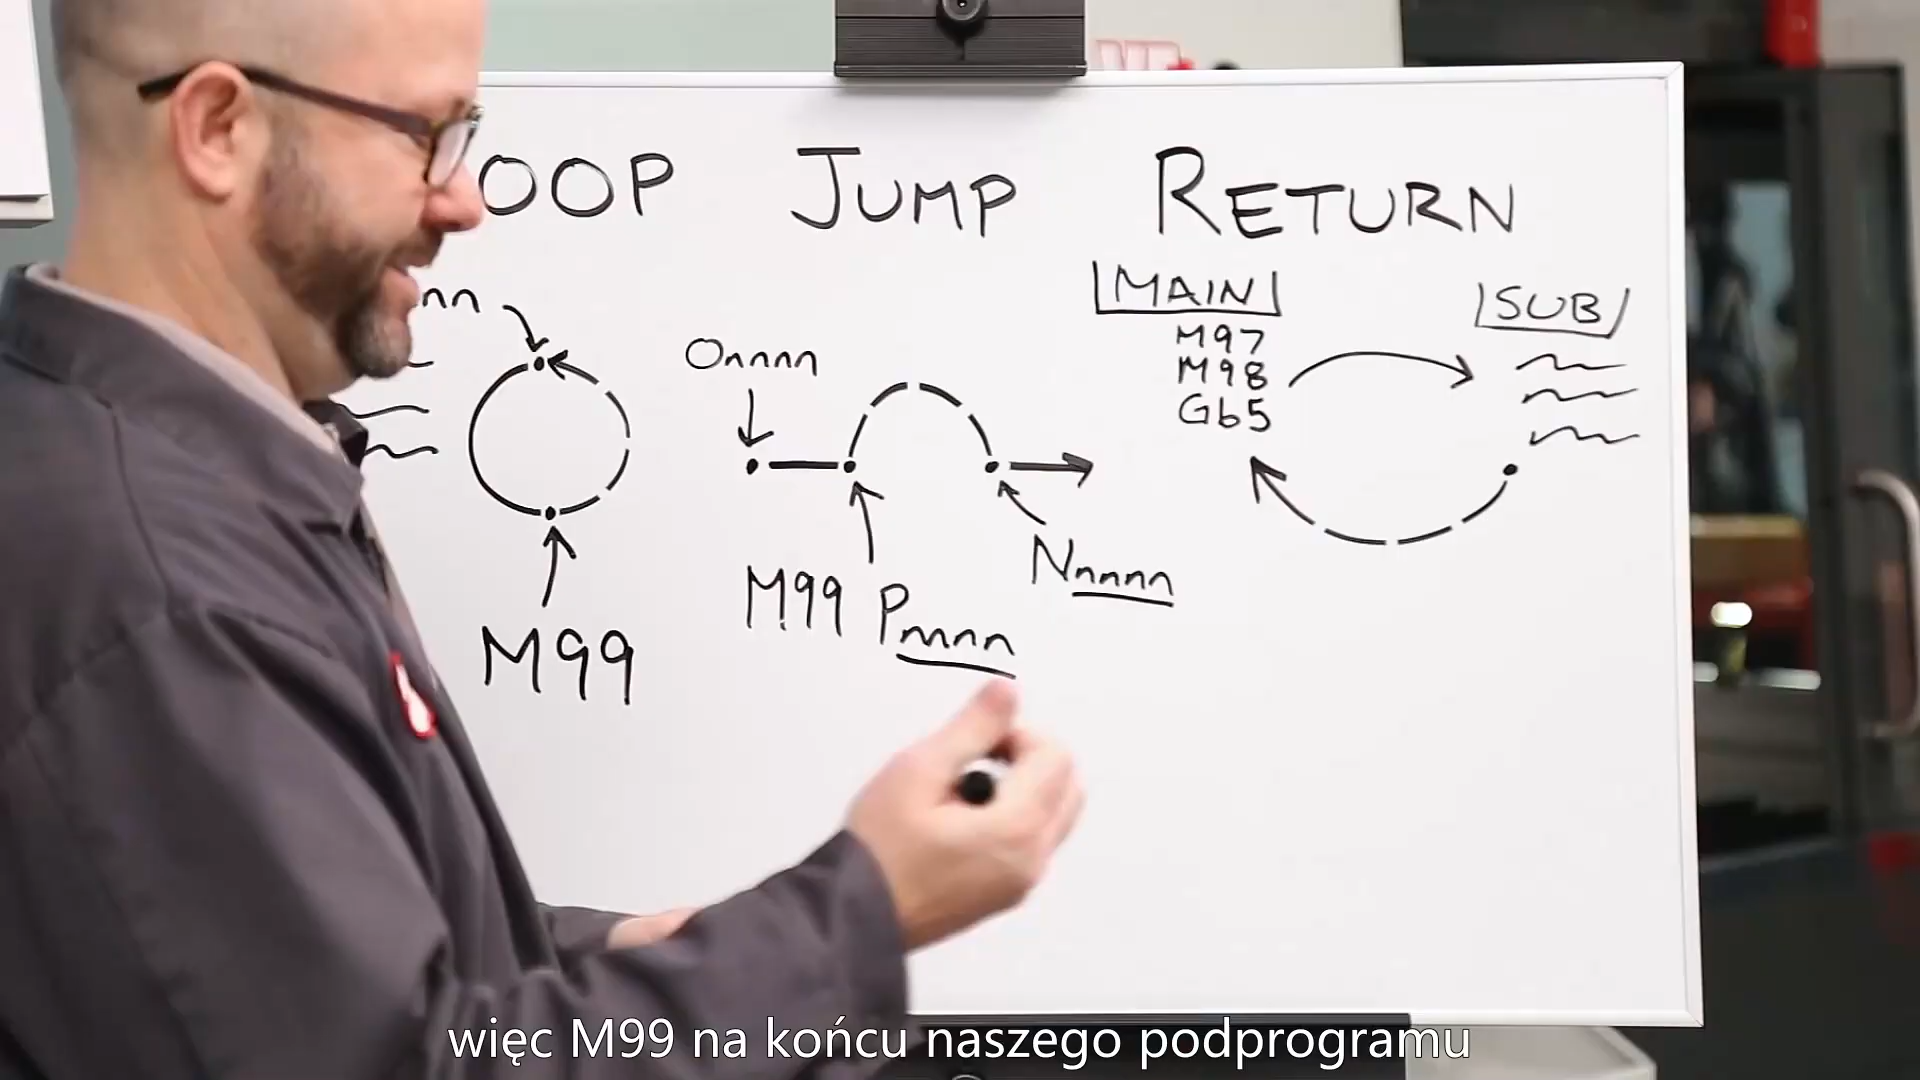 OOP JUMP RETURN
nn
Onnnn
M99
M99 Pnnnn
Nnnnn
MAIN
M97
M98
G65
SUB
więc M99 na końcu naszego podprogramu